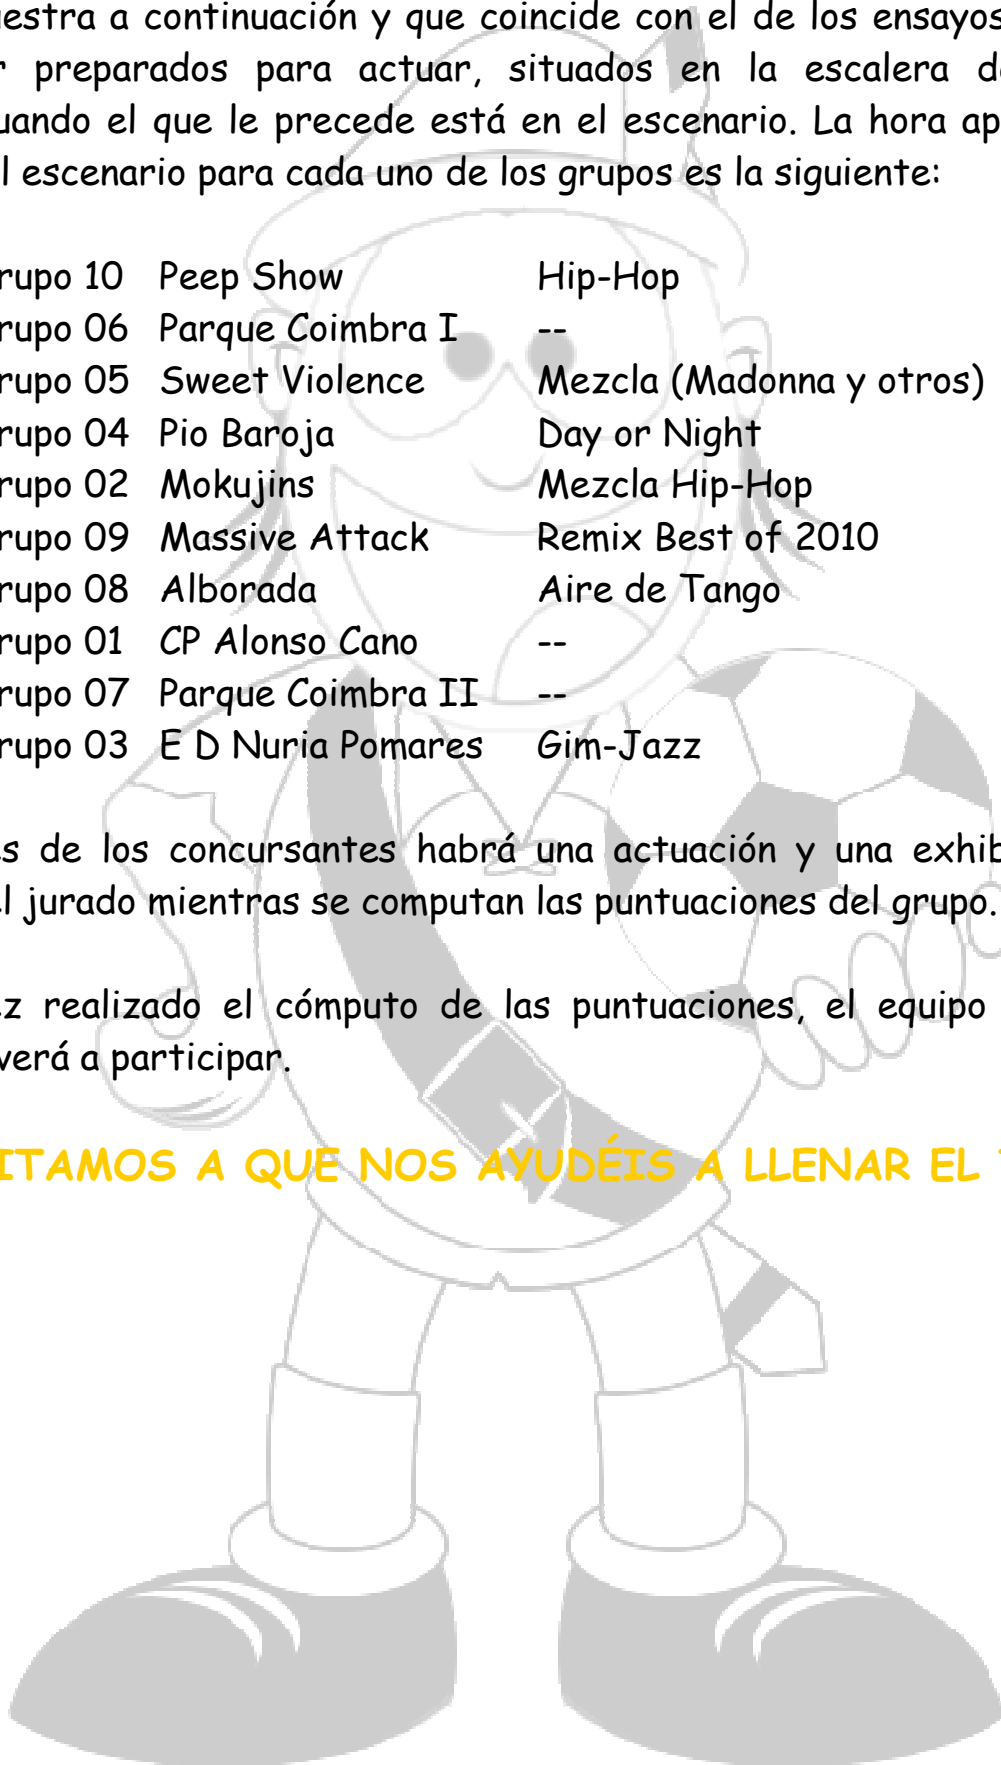 uestra a continuación y que coincide con el de los ensayos
r preparados para actuar, situados en la escalera d
uando el que le precede está en el escenario. La hora ap
l escenario para cada uno de los grupos es la siguiente:
rupo 10 Peep Show Hip-Hop
rupo 06 Parque Coimbra I --
rupo 05 Sweet Violence Mezcla (Madonna y otros)
rupo 04 Pio Baroja Day or Night
rupo 02 Mokujins Mezcla Hip-Hop
rupo 09 Massive Attack Remix Best of 2010
rupo 08 Alborada Aire de Tango
rupo 01 CP Alonso Cano --
rupo 07 Parque Coimbra II --
rupo 03 E D Nuria Pomares Gim-Jazz
s de los concursantes habrá una actuación y una exhib
el jurado mientras se computan las puntuaciones del grupo.
ez realizado el cómputo de las puntuaciones, el equipo
verá a participar.
ITAMOS A QUE NOS AYUDÉIS A LLENAR EL